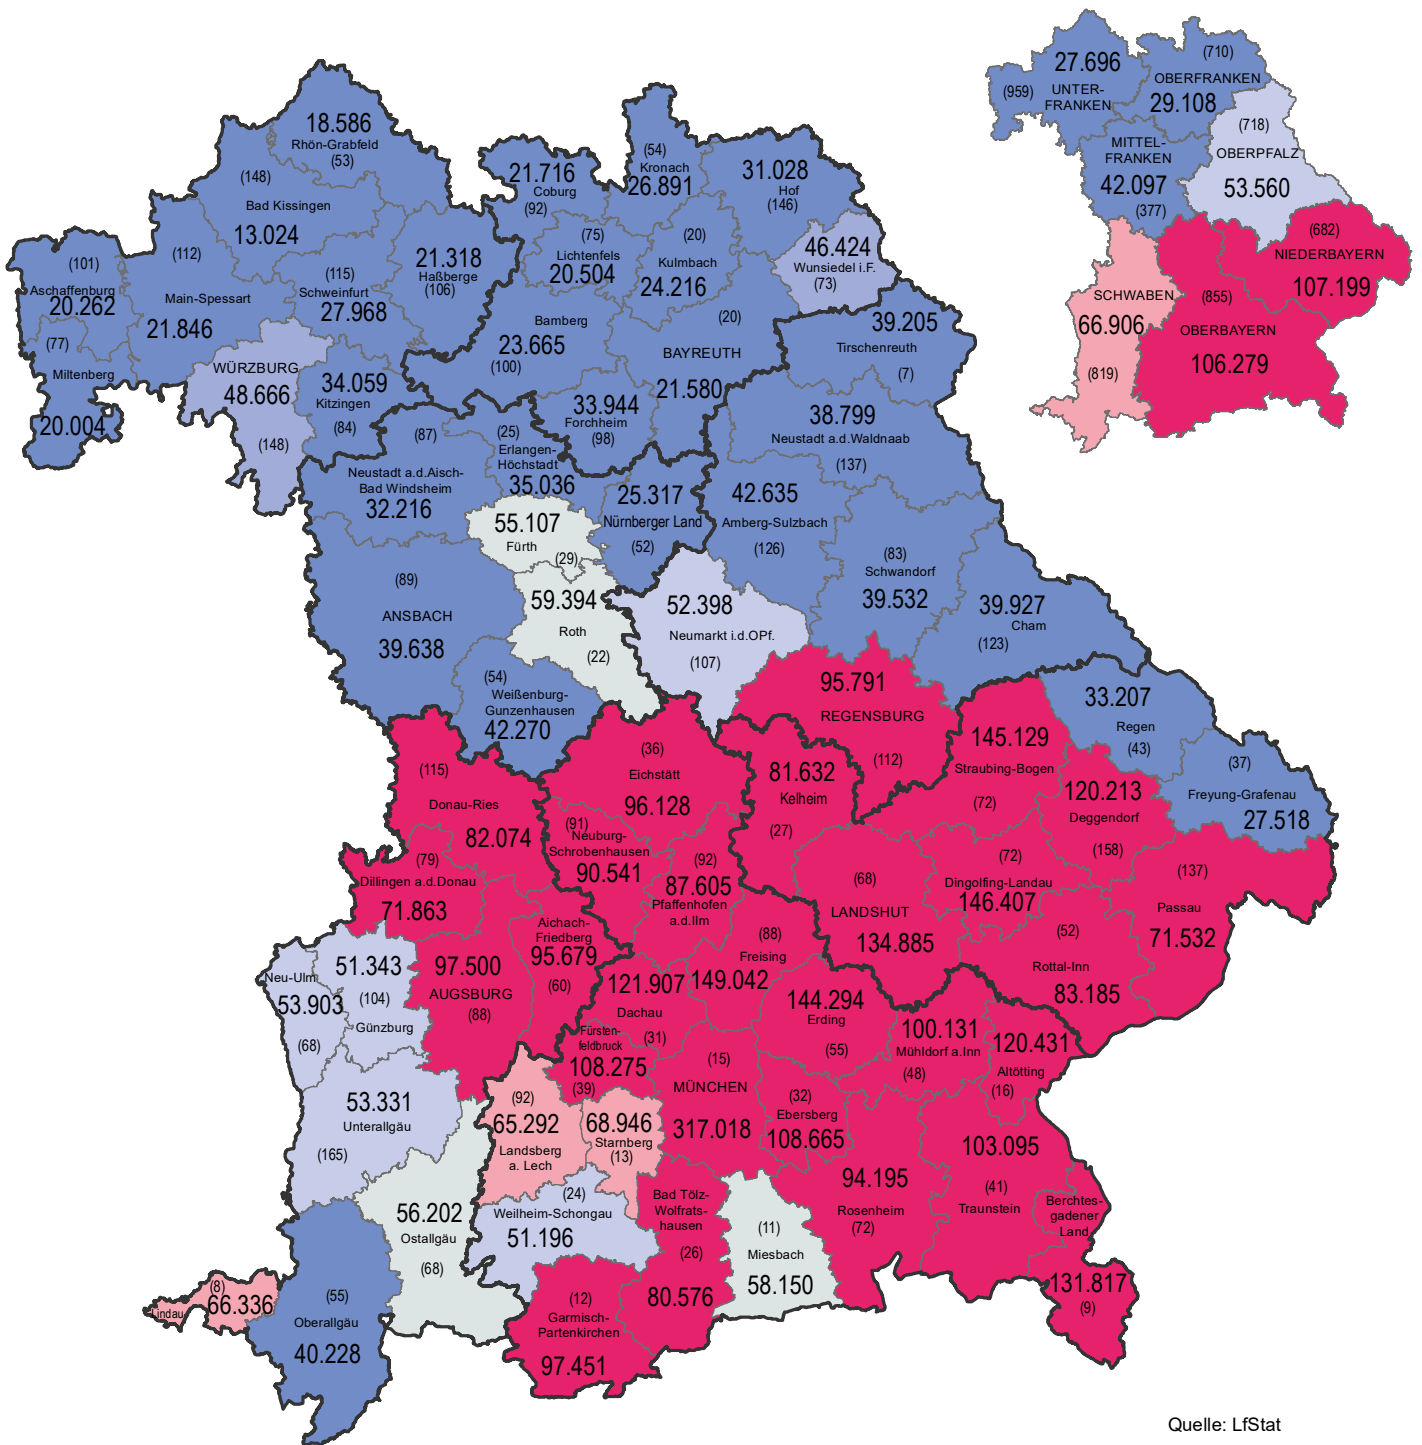 27.696
(959)
UNTER-
FRANKEN
(710)
OBERFRANKEN
29.108
(718)
OBERPFALZ
53.560
MITTEL-
FRANKEN
42.097
(377)
(682)
NIEDERBAYERN
107.199
SCHWABEN
66.906
(819)
(855)
OBERBAYERN
106.279
18.586
Rhön-Grabfeld
(53)
(148)
Bad Kissingen
13.024
21.716
Coburg
(92)
(54)
Kronach
26.891
31.028
Hof
(146)
46.424
Wunsiedel i.F.
(73)
(75)
Lichtenfels
20.504
(20)
Kulmbach
24.216
21.318
Haßberge
(106)
(101)
Aschaffenburg
20.262
(112)
Main-Spessart
21.846
(115)
Schweinfurt
27.968
(77)
Miltenberg
20.004
WÜRZBURG
48.666
(148)
34.059
Kitzingen
(84)
Bamberg
23.665
(100)
(20)
BAYREUTH
21.580
39.205
Tirschenreuth
(7)
33.944
Forchheim
(98)
38.799
Neustadt a.d.Waldnaab
(137)
(87)
Neustadt a.d.Aisch-
Bad Windsheim
32.216
(25)
Erlangen-
Höchstadt
35.036
25.317
Nürnberger Land
(52)
42.635
Amberg-Sulzbach
(126)
55.107
Fürth
(29)
(83)
Schwandorf
39.532
39.927
Cham
(123)
(89)
ANSBACH
39.638
59.394
Roth
(22)
52.398
Neumarkt i.d.OPf.
(107)
(54)
Weißenburg-
Gunzenhausen
42.270
95.791
REGENSBURG
(112)
33.207
Regen
(43)
145.129
Straubing-Bogen
(72)
(37)
Freyung-Grafenau
27.518
(115)
Donau-Ries
82.074
(36)
Eichstätt
96.128
81.632
Kelheim
(27)
120.213
Deggendorf
(158)
(91)
Neuburg-
Schrobenhausen
90.541
(92)
87.605
Pfaffenhofen
a.d.Ilm
(79)
Dillingen a.d.Donau
71.863
(68)
LANDSHUT
134.885
(72)
Dingolfing-Landau
146.407
(137)
Passau
71.532
(52)
Rottal-Inn
83.185
Aichach-
Friedberg
95.679
(60)
97.500
AUGSBURG
(88)
51.343
(104)
Günzburg
Neu-Ulm
53.903
(68)
(88)
Freising
149.042
121.907
Dachau
(31)
144.294
Erding
(55)
100.131
Mühldorf a.Inn
(48)
120.431
Altötting
(16)
Fürsten-
feldbruck
108.275
(39)
(15)
MÜNCHEN
317.018
(32)
Ebersberg
108.665
53.331
Unterallgäu
(165)
(92)
65.292
Landsberg
a. Lech
68.946
Starnberg
(13)
103.095
(41)
Traunstein
94.195
Rosenheim
(72)
Berchtes-
gadener
Land
131.817
(9)
56.202
Ostallgäu
(68)
(24)
Weilheim-Schongau
51.196
Bad Tölz-
Wolfrats-
hausen
(26)
80.576
(11)
Miesbach
58.150
(8)
Lindau
66.336
(55)
Oberallgäu
40.228
(12)
Garmisch-
Partenkirchen
97.451
Quelle: LfStat